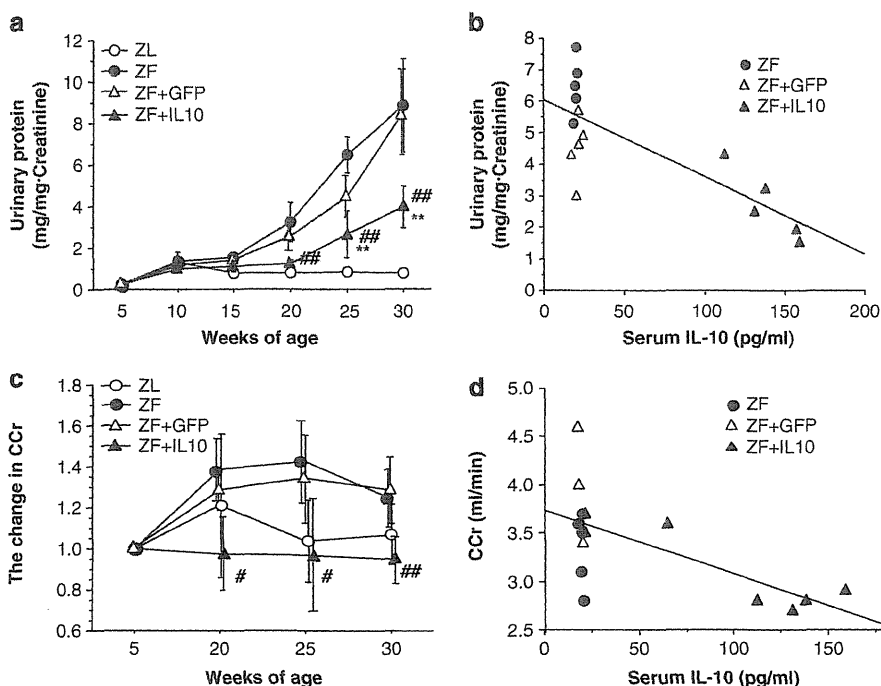 a
ZL
ZF
ZF+GFP
ZF+IL10
Urinary protein
(mg/mg·Creatinine)
12
10
8
6
4
2
0
##
##
**
##
**
5 10 15 20 25 30
Weeks of age
b
ZF
ZF+GFP
ZF+IL10
Urinary protein
(mg/mg·Creatinine)
8
7
6
5
4
3
2
1
0
0 50 100 150 200
Serum IL-10 (pg/ml)
c
ZL
ZF
ZF+GFP
ZF+IL10
The change in CCr
1.8
1.6
1.4
1.2
1.0
0.8
0.6
#
#
##
5 20 25 30
Weeks of age
d
ZF
ZF+GFP
ZF+IL10
CCr (ml/min)
5.0
4.5
4.0
3.5
3.0
2.5
0 50 100 150
Serum IL-10 (pg/ml)